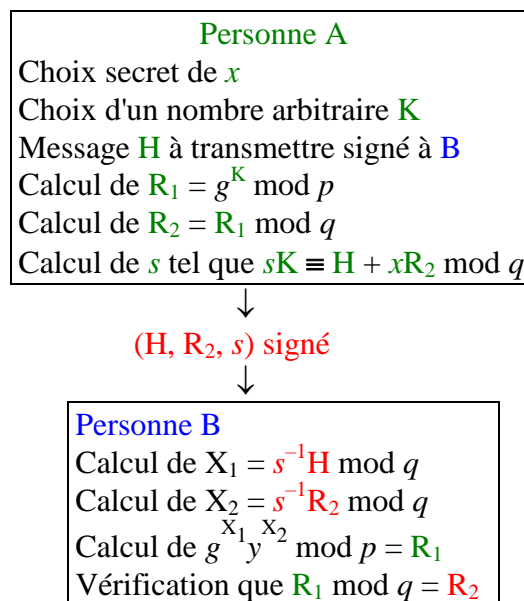 Personne A
Choix secret de x
Choix d'un nombre arbitraire K
Message H à transmettre signé à B
Calcul de R₁ = g^K mod p
Calcul de R₂ = R₁ mod q
Calcul de s tel que sK ≡ H + xR₂ mod q
↓
(H, R₂, s) signé
↓
Personne B
Calcul de X₁ = s⁻¹H mod q
Calcul de X₂ = s⁻¹R₂ mod q
Calcul de g^X₁ y^X₂ mod p = R₁
Vérification que R₁ mod q = R₂